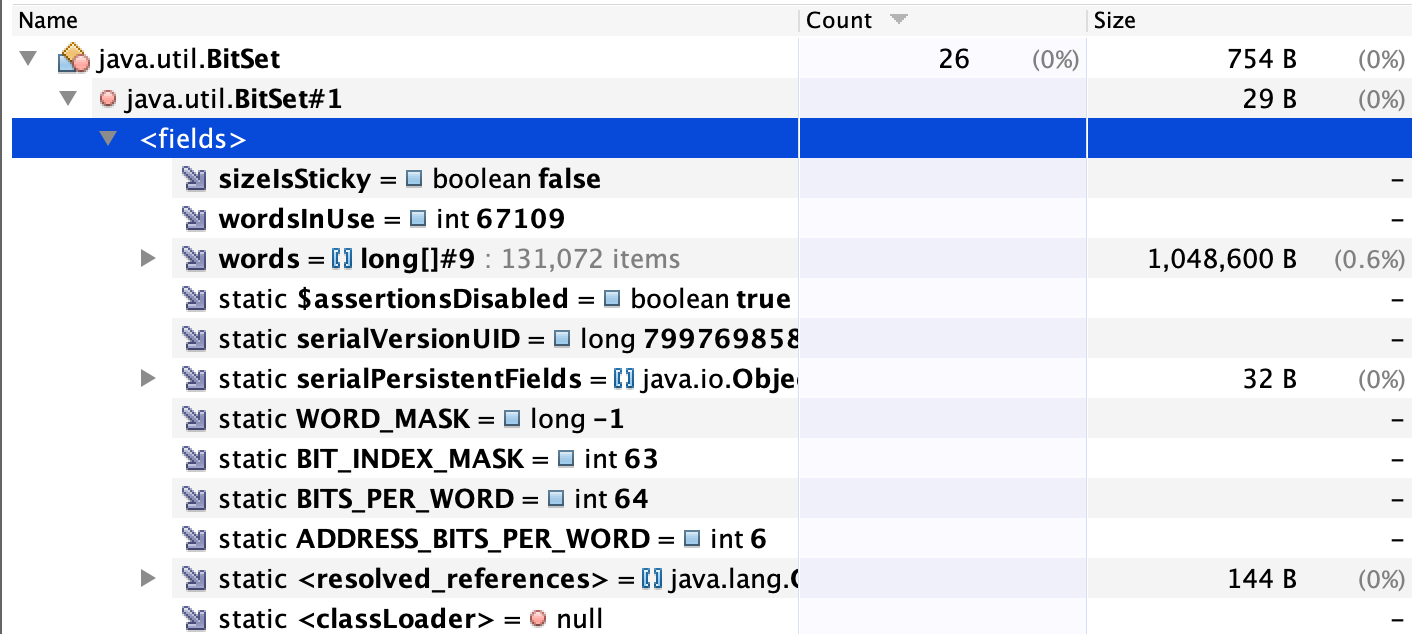 Name Count Size
java.util.BitSet 26 (0%) 754 B (0%)
java.util.BitSet#1 29 B (0%)
<fields>
sizeIsSticky = boolean false –
wordsInUse = int 67109 –
words = long[]#9 : 131,072 items 1,048,600 B (0.6%)
static $assertionsDisabled = boolean true –
static serialVersionUID = long 799769858 –
static serialPersistentFields = java.io.Obje 32 B (0%)
static WORD_MASK = long -1 –
static BIT_INDEX_MASK = int 63 –
static BITS_PER_WORD = int 64 –
static ADDRESS_BITS_PER_WORD = int 6 –
static <resolved_references> = java.lang. 144 B (0%)
static <classLoader> = null –